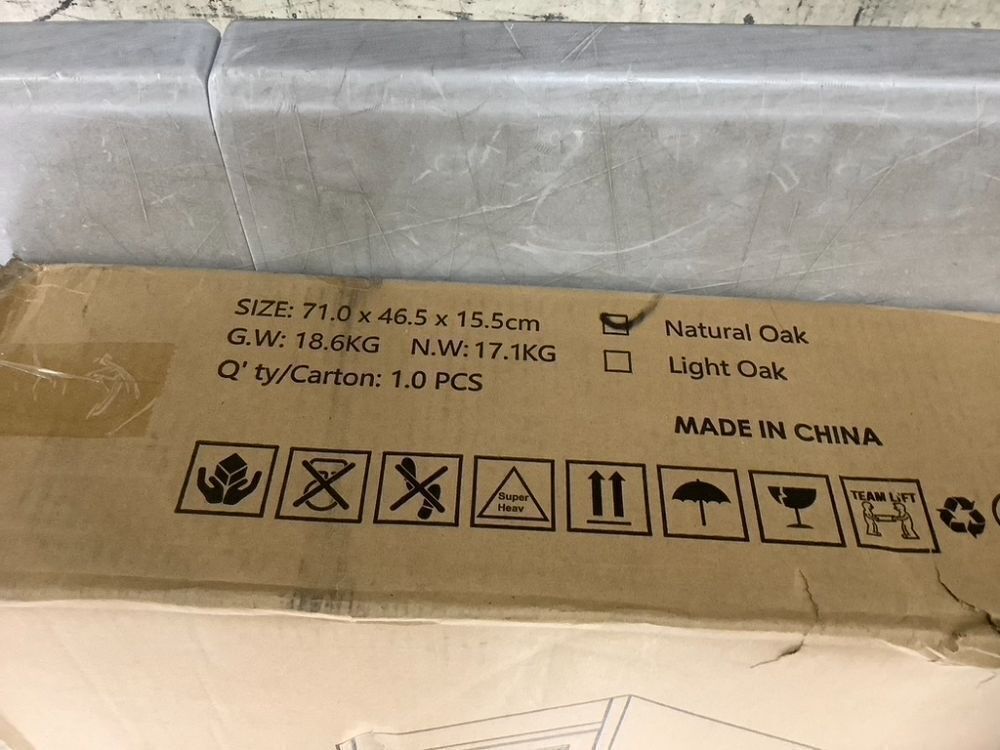 SIZE: 71.0 x 46.5 x 15.5cm
G.W: 18.6KG N.W: 17.1KG
Q' ty/Carton: 1.0 PCS
Natural Oak
Light Oak
MADE IN CHINA
Super
Heav
TEAM LIFT